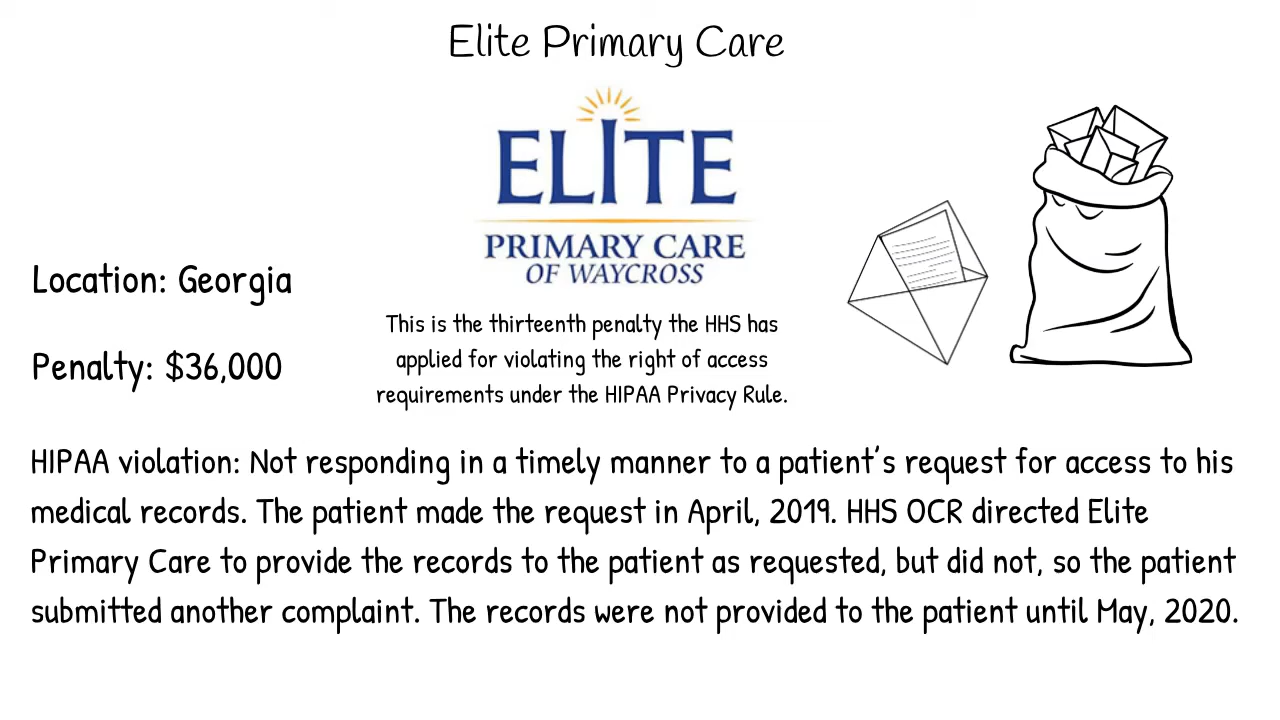 Elite Primary Care
ELITE
PRIMARY CARE
OF WAYCROSS
Location: Georgia
Penalty: $36,000
This is the thirteenth penalty the HHS has
applied for violating the right of access
requirements under the HIPAA Privacy Rule.
HIPAA violation: Not responding in a timely manner to a patient's request for access to his
medical records. The patient made the request in April, 2019. HHS OCR directed Elite
Primary Care to provide the records to the patient as requested, but did not, so the patient
submitted another complaint. The records were not provided to the patient until May, 2020.